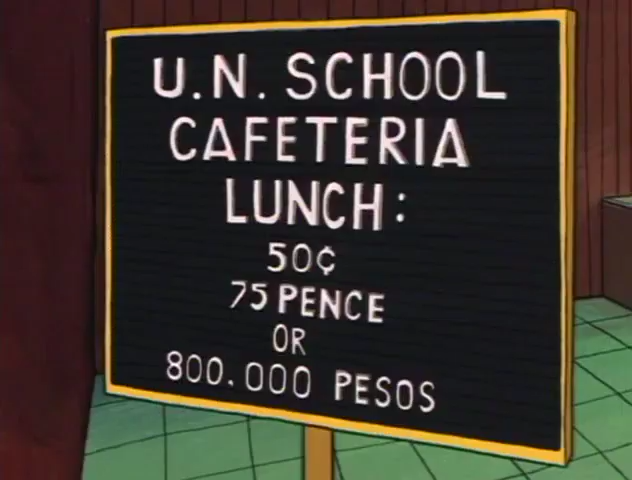 U.N. SCHOOL
CAFETERIA
LUNCH:
50¢
75 PENCE
OR
800.000 PESOS